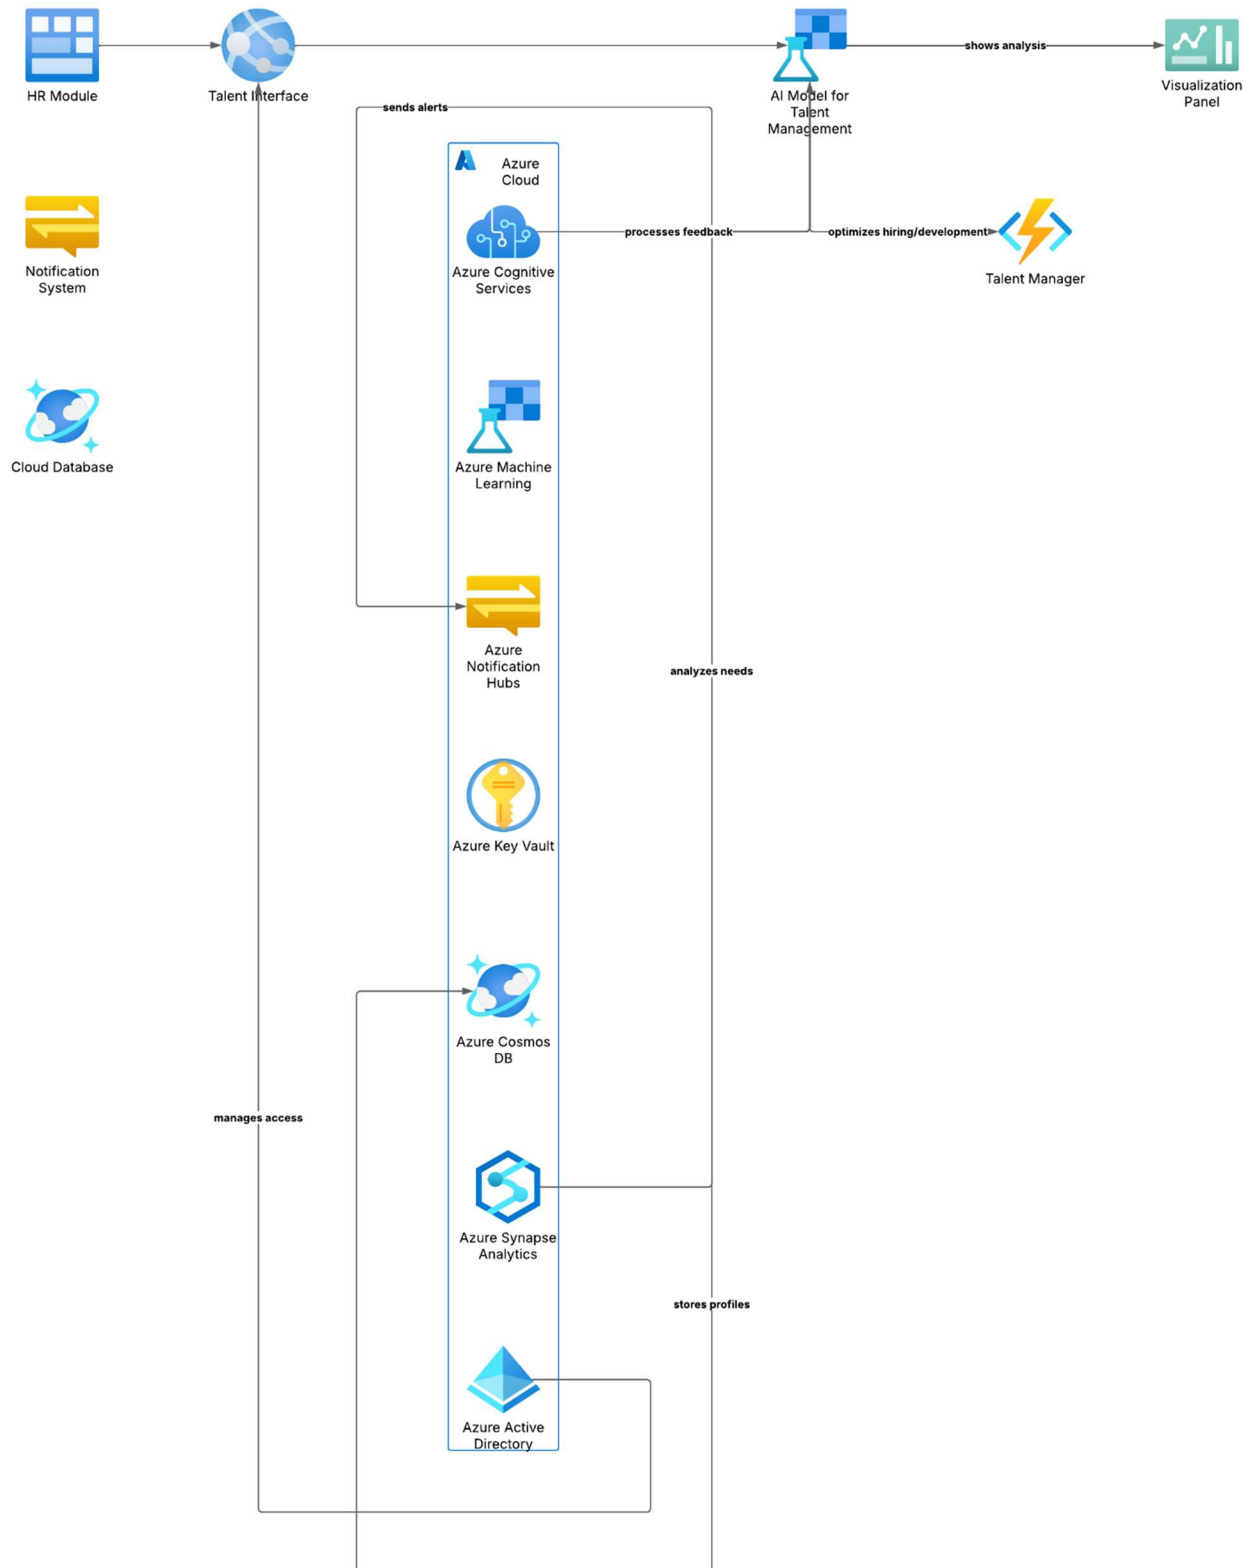 HR Module
Talent Interface
AI Model for
Talent
Management
shows analysis
Visualization
Panel
sends alerts
Azure
Cloud
Notification
System
Azure Cognitive
Services
processes feedback
optimizes hiring/development
Talent Manager
Cloud Database
Azure Machine
Learning
Azure
Notification
Hubs
analyzes needs
Azure Key Vault
Azure Cosmos
DB
manages access
Azure Synapse
Analytics
stores profiles
Azure Active
Directory